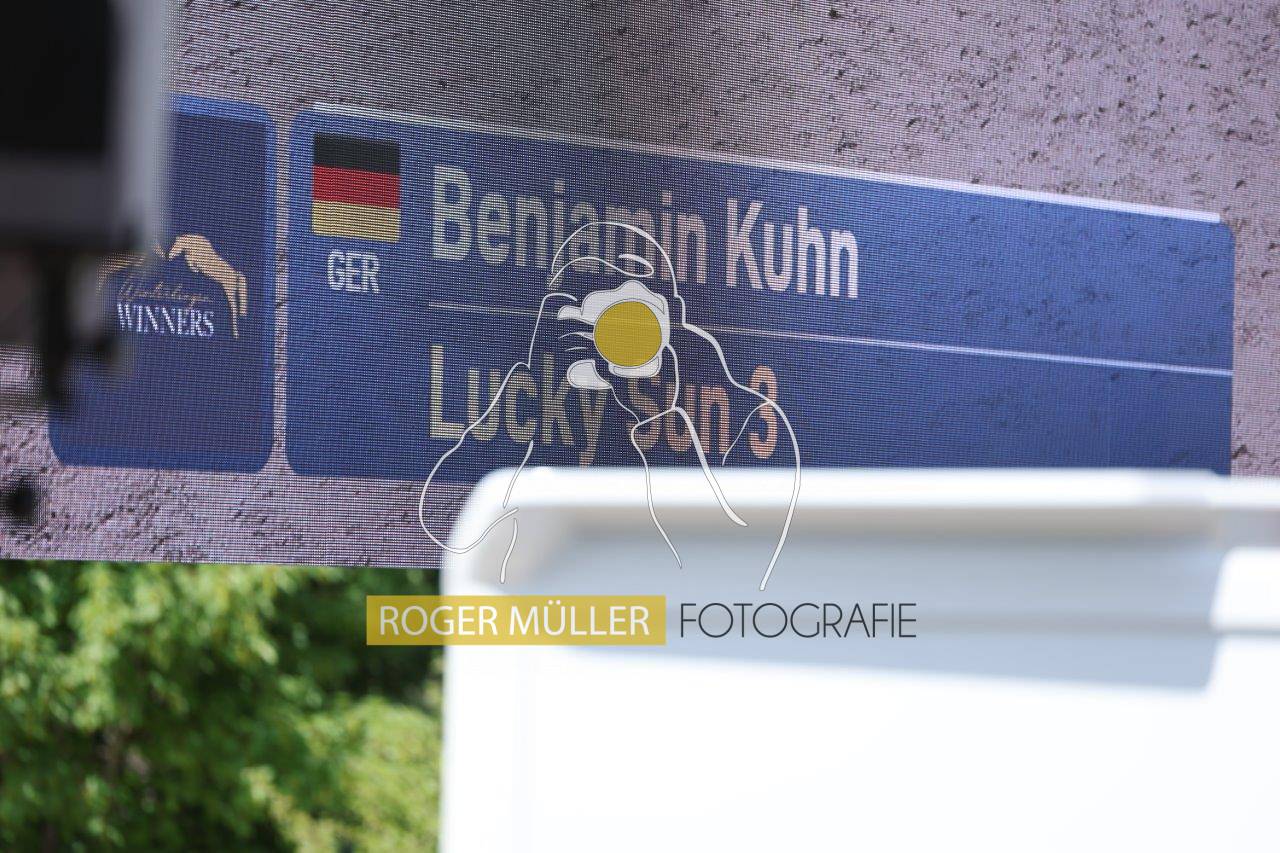 Benjamin Kuhn
GER
WINNERS
Lucky Sun 3
ROGER MÜLLER FOTOGRAFIE